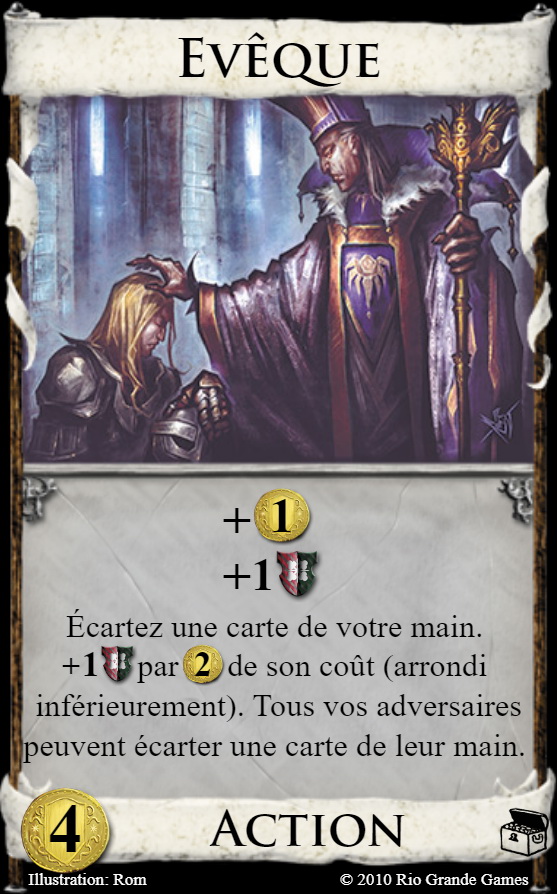 Evêque
+1
+1
Écartez une carte de votre main.
+1 par 2 de son coût (arrondi
inférieurement). Tous vos adversaires
peuvent écarter une carte de leur main.
4
Action
Illustration: Rom
© 2010 Rio Grande Games